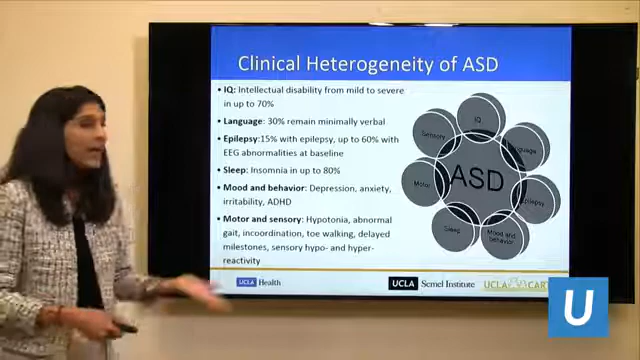 Clinical Heterogeneity of ASD
• IQ: Intellectual disability from mild to severe
in up to 70%
• Language: 30% remain minimally verbal
• Epilepsy:15% with epilepsy, up to 60% with
EEG abnormalities at baseline
• Sleep: Insomnia in up to 80%
• Mood and behavior: Depression, anxiety,
irritability, ADHD
• Motor and sensory: Hypotonia, abnormal
gait, incoordination, toe walking, delayed
milestones, sensory hypo- and hyper-
reactivity
IQ
Sensory
Language
Motor
ASD
Epilepsy
Sleep
Mood and
behavior
UCLA Health
UCLA Semel Institute
UCLA CART
U